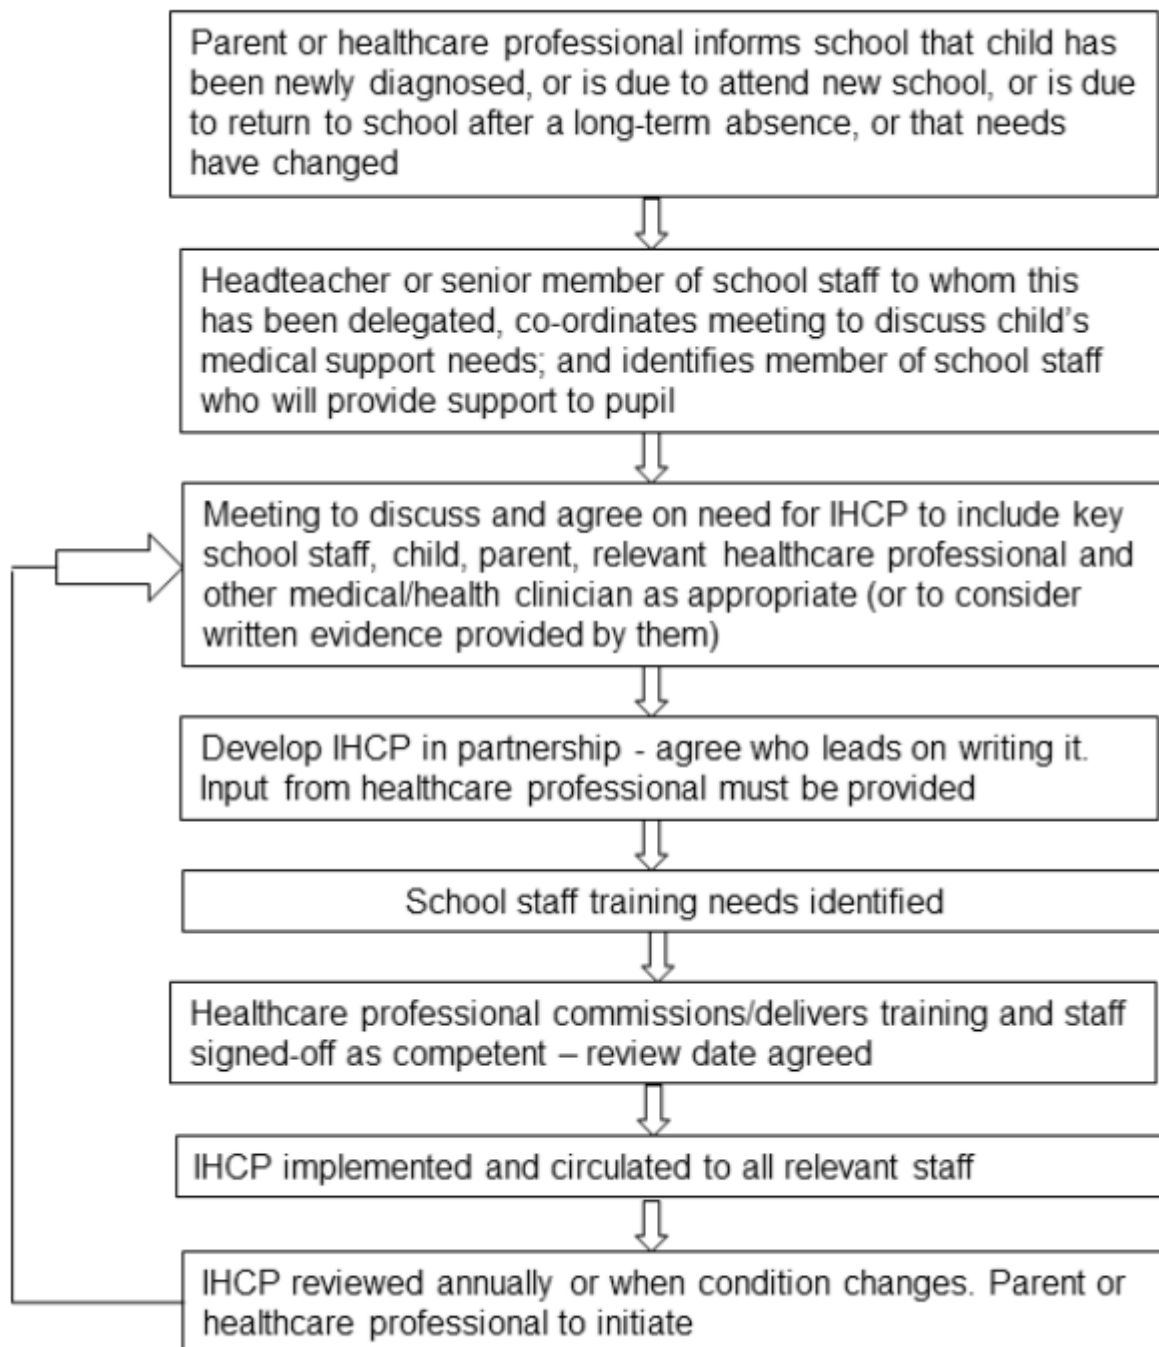 Parent or healthcare professional informs school that child has
been newly diagnosed, or is due to attend new school, or is due
to return to school after a long-term absence, or that needs
have changed
Headteacher or senior member of school staff to whom this
has been delegated, co-ordinates meeting to discuss child's
medical support needs; and identifies member of school staff
who will provide support to pupil
Meeting to discuss and agree on need for IHCP to include key
school staff, child, parent, relevant healthcare professional and
other medical/health clinician as appropriate (or to consider
written evidence provided by them)
Develop IHCP in partnership - agree who leads on writing it.
Input from healthcare professional must be provided
School staff training needs identified
Healthcare professional commissions/delivers training and staff
signed-off as competent – review date agreed
IHCP implemented and circulated to all relevant staff
IHCP reviewed annually or when condition changes. Parent or
healthcare professional to initiate